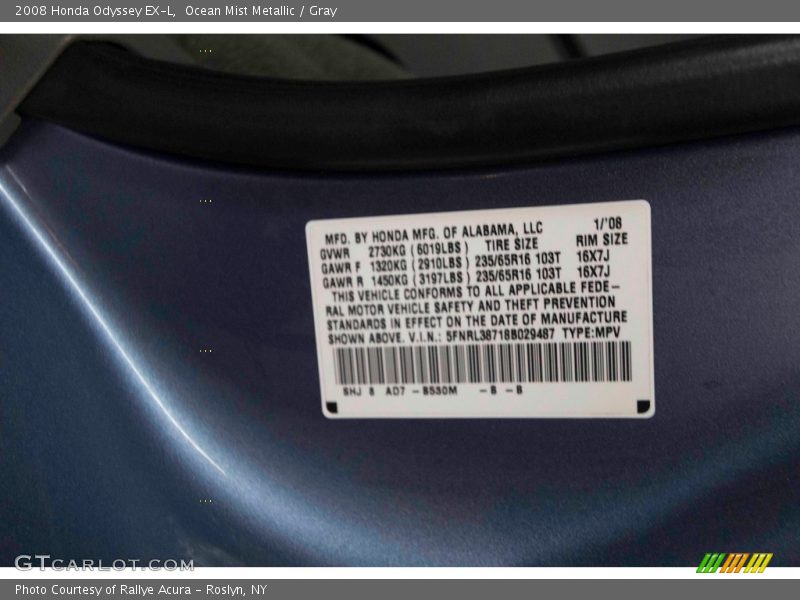 2008 Honda Odyssey EX-L, Ocean Mist Metallic / Gray
MFD. BY HONDA MFG. OF ALABAMA, LLC 1/'08
GVWR 2730KG (6019LBS) TIRE SIZE RIM SIZE
GAWR F 1320KG (2910LBS) 235/65R16 103T 16X7J
GAWR R 1450KG (3197LBS) 235/65R16 103T 16X7J
THIS VEHICLE CONFORMS TO ALL APPLICABLE FEDE-
RAL MOTOR VEHICLE SAFETY AND THEFT PREVENTION
STANDARDS IN EFFECT ON THE DATE OF MANUFACTURE
SHOWN ABOVE. V.I.N.: 5FNRL38718B029487 TYPE:MPV
SHJ 8 AD7 -B530M -B -B
GTCARLOT.COM
Photo Courtesy of Rallye Acura - Roslyn, NY